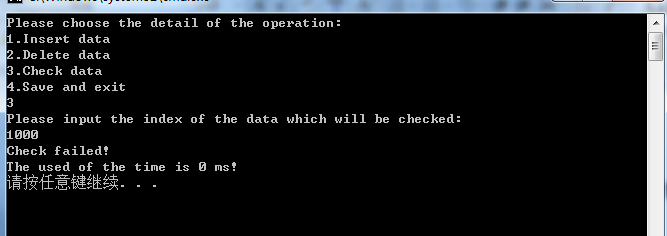 Please choose the detail of the operation:
1.Insert data
2.Delete data
3.Check data
4.Save and exit
3
Please input the index of the data which will be checked:
1000
Check failed!
The used of the time is 0 ms!
请按任意键继续. . .